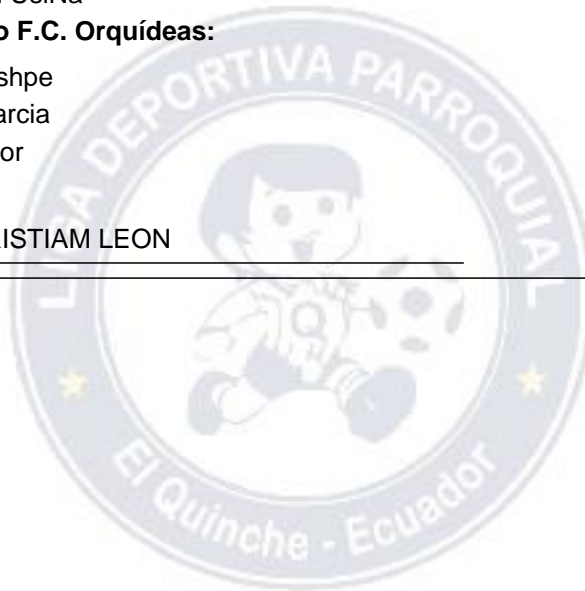 o F.C. Orquídeas:
shpe
arcia
or
ISTIAM LEON
LIGA DEPORTIVA PARROQUIAL
El Quinche - Ecuador